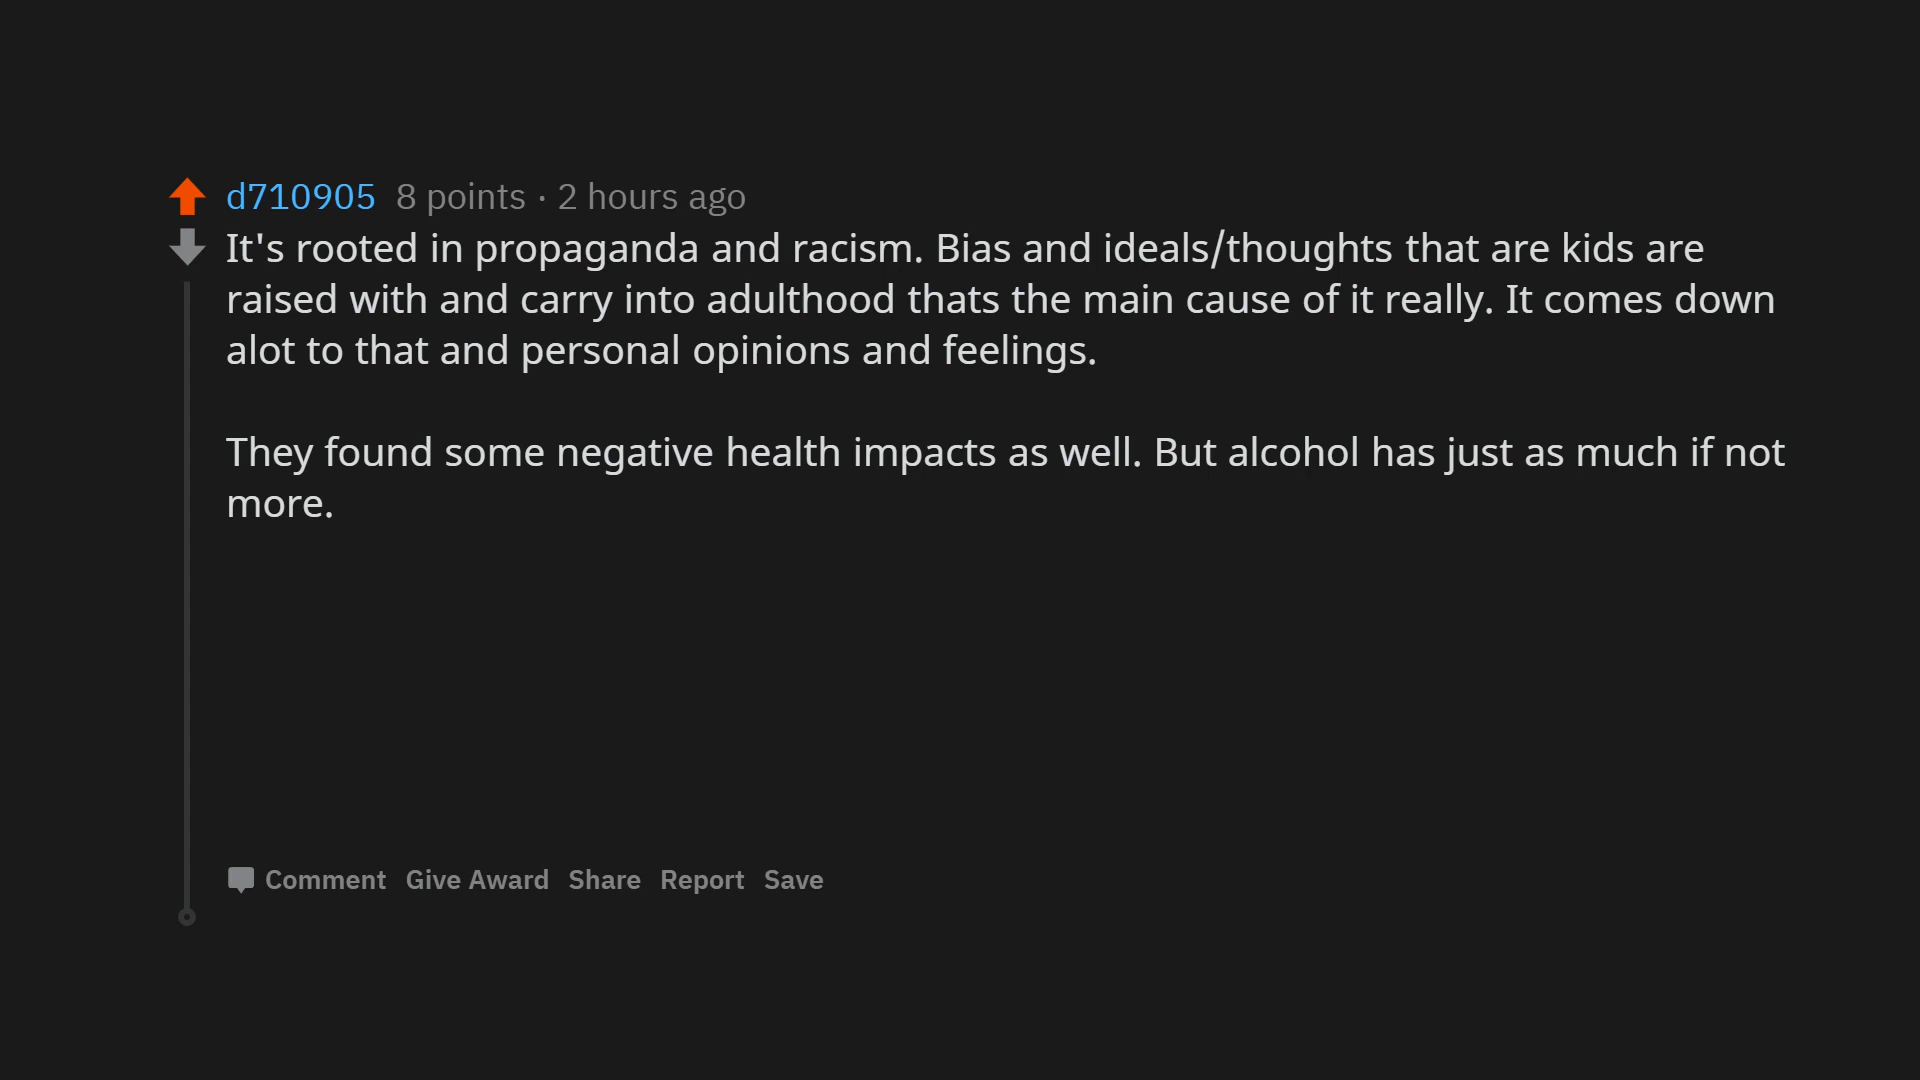 d710905 8 points · 2 hours ago
It's rooted in propaganda and racism. Bias and ideals/thoughts that are kids are
raised with and carry into adulthood thats the main cause of it really. It comes down
alot to that and personal opinions and feelings.
They found some negative health impacts as well. But alcohol has just as much if not
more.
Comment Give Award Share Report Save